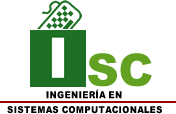 ISC
INGENIERÍA EN
SISTEMAS COMPUTACIONALES